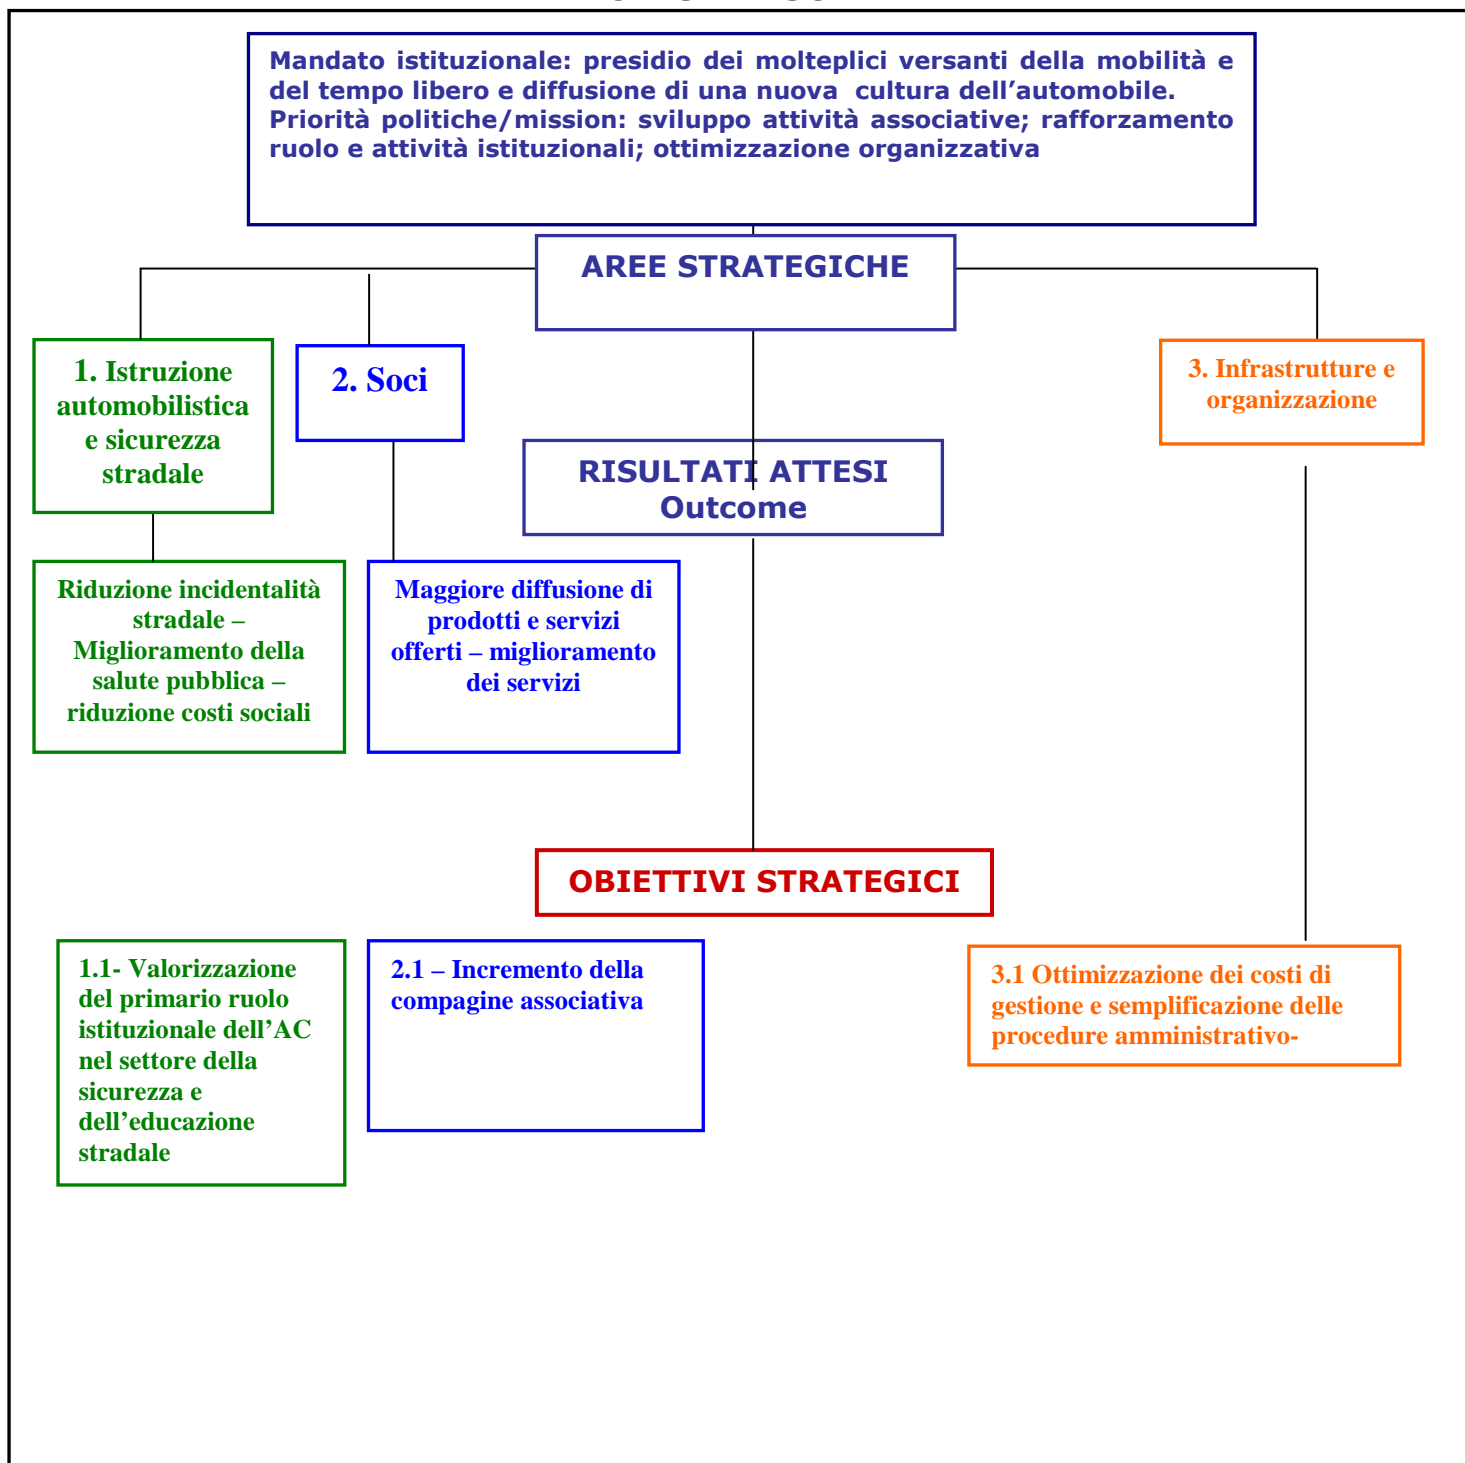 Mandato istituzionale: presidio dei molteplici versanti della mobilità e
del tempo libero e diffusione di una nuova cultura dell'automobile.
Priorità politiche/mission: sviluppo attività associative; rafforzamento
ruolo e attività istituzionali; ottimizzazione organizzativa
AREE STRATEGICHE
1. Istruzione
automobilistica
e sicurezza
stradale
2. Soci
3. Infrastrutture e
organizzazione
RISULTATI ATTESI
Outcome
Riduzione incidentalità
stradale –
Miglioramento della
salute pubblica –
riduzione costi sociali
Maggiore diffusione di
prodotti e servizi
offerti – miglioramento
dei servizi
OBIETTIVI STRATEGICI
1.1- Valorizzazione
del primario ruolo
istituzionale dell'AC
nel settore della
sicurezza e
dell'educazione
stradale
2.1 – Incremento della
compagine associativa
3.1 Ottimizzazione dei costi di
gestione e semplificazione delle
procedure amministrativo-